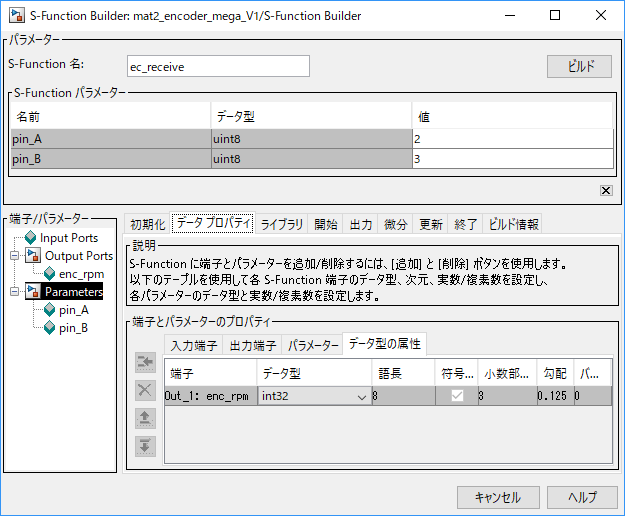 S-Function Builder: mat2_encoder_mega_V1/S-Function Builder
パラメーター
S-Function 名: ec_receive ビルド
S-Function パラメーター
名前 データ型 値
pin_A uint8 2
pin_B uint8 3
端子/パラメーター
Input Ports
Output Ports
enc_rpm
Parameters
pin_A
pin_B
初期化 データ プロパティ ライブラリ 開始 出力 微分 更新 終了 ビルド情報
説明
S-Function に端子とパラメーターを追加/削除するには、[追加] と [削除] ボタンを使用します。
以下のテーブルを使用して各 S-Function 端子のデータ型、次元、実数/複素数を設定し、
各パラメーターのデータ型と実数/複素数を設定します。
端子とパラメーターのプロパティ
入力端子 出力端子 パラメーター データ型の属性
端子 データ型 語長 符号... 小数部... 勾配 バ...
Out_1: enc_rpm int32 8 3 0.125 0
キャンセル ヘルプ